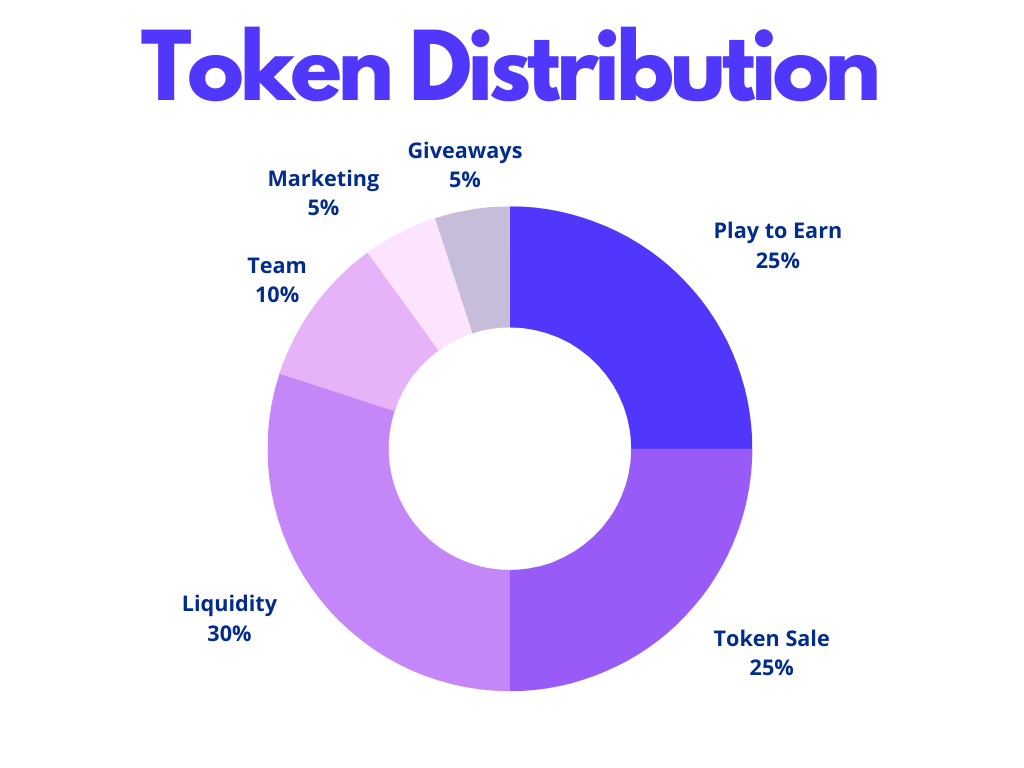 Token Distribution
Giveaways
5%
Marketing
5%
Play to Earn
25%
Team
10%
Liquidity
30%
Token Sale
25%